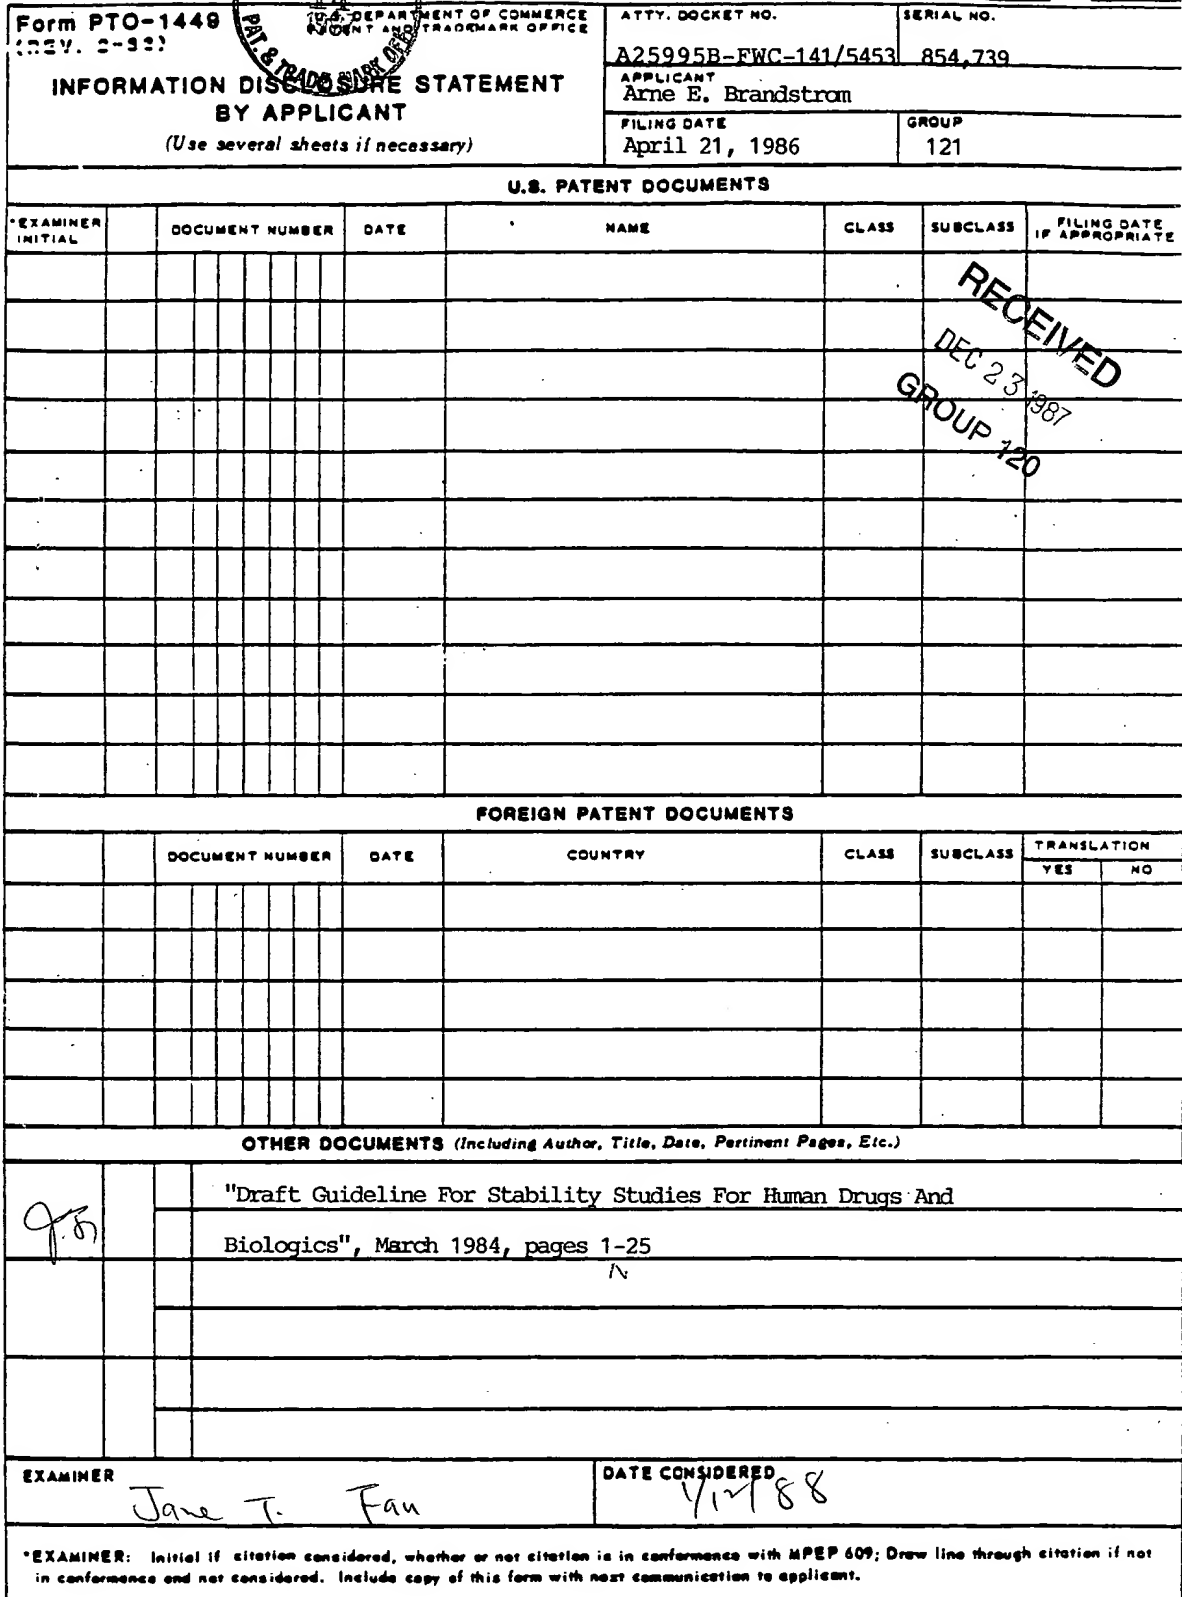 Form PTO-1449
U.S. DEPARTMENT OF COMMERCE
PATENT AND TRADEMARK OFFICE
PAT. & TRADEMARK OFFICE
INFORMATION DISCLOSURE STATEMENT
BY APPLICANT
(Use several sheets if necessary)
ATTY. DOCKET NO.
A25995B-FWC-141/5453
SERIAL NO.
854,739
APPLICANT
Arne E. Brandstrom
FILING DATE
April 21, 1986
GROUP
121
U.S. PATENT DOCUMENTS
*EXAMINER INITIAL
DOCUMENT NUMBER
DATE
NAME
CLASS
SUBCLASS
FILING DATE IF APPROPRIATE
RECEIVED
DEC 23 1987
GROUP 120
FOREIGN PATENT DOCUMENTS
DOCUMENT NUMBER
DATE
COUNTRY
CLASS
SUBCLASS
TRANSLATION
YES
NO
OTHER DOCUMENTS (Including Author, Title, Date, Pertinent Pages, Etc.)
"Draft Guideline For Stability Studies For Human Drugs And
Biologics", March 1984, pages 1-25
EXAMINER
Jane T. Fan
DATE CONSIDERED
1/12/88
*EXAMINER: Initial if citation considered, whether or not citation is in conformance with MPEP 609; Draw line through citation if not
in conformance and not considered. Include copy of this form with next communication to applicant.